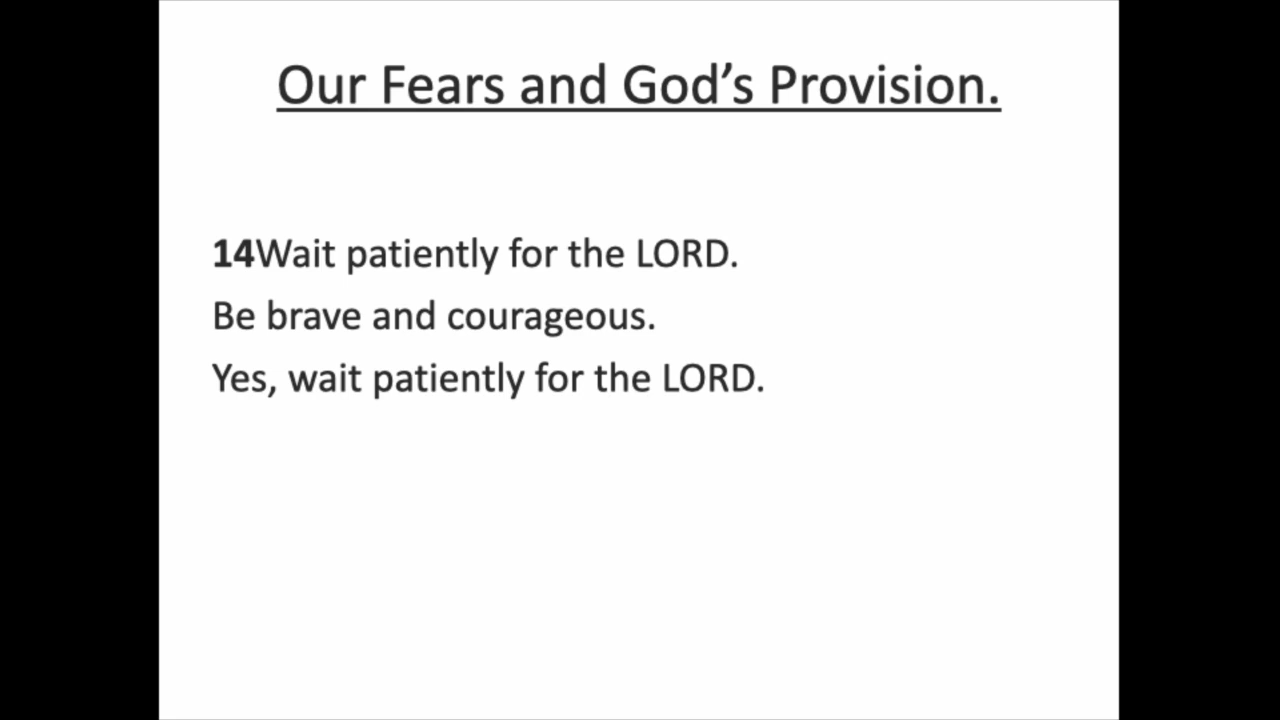 Our Fears and God’s Provision.
14Wait patiently for the LORD.
Be brave and courageous.
Yes, wait patiently for the LORD.